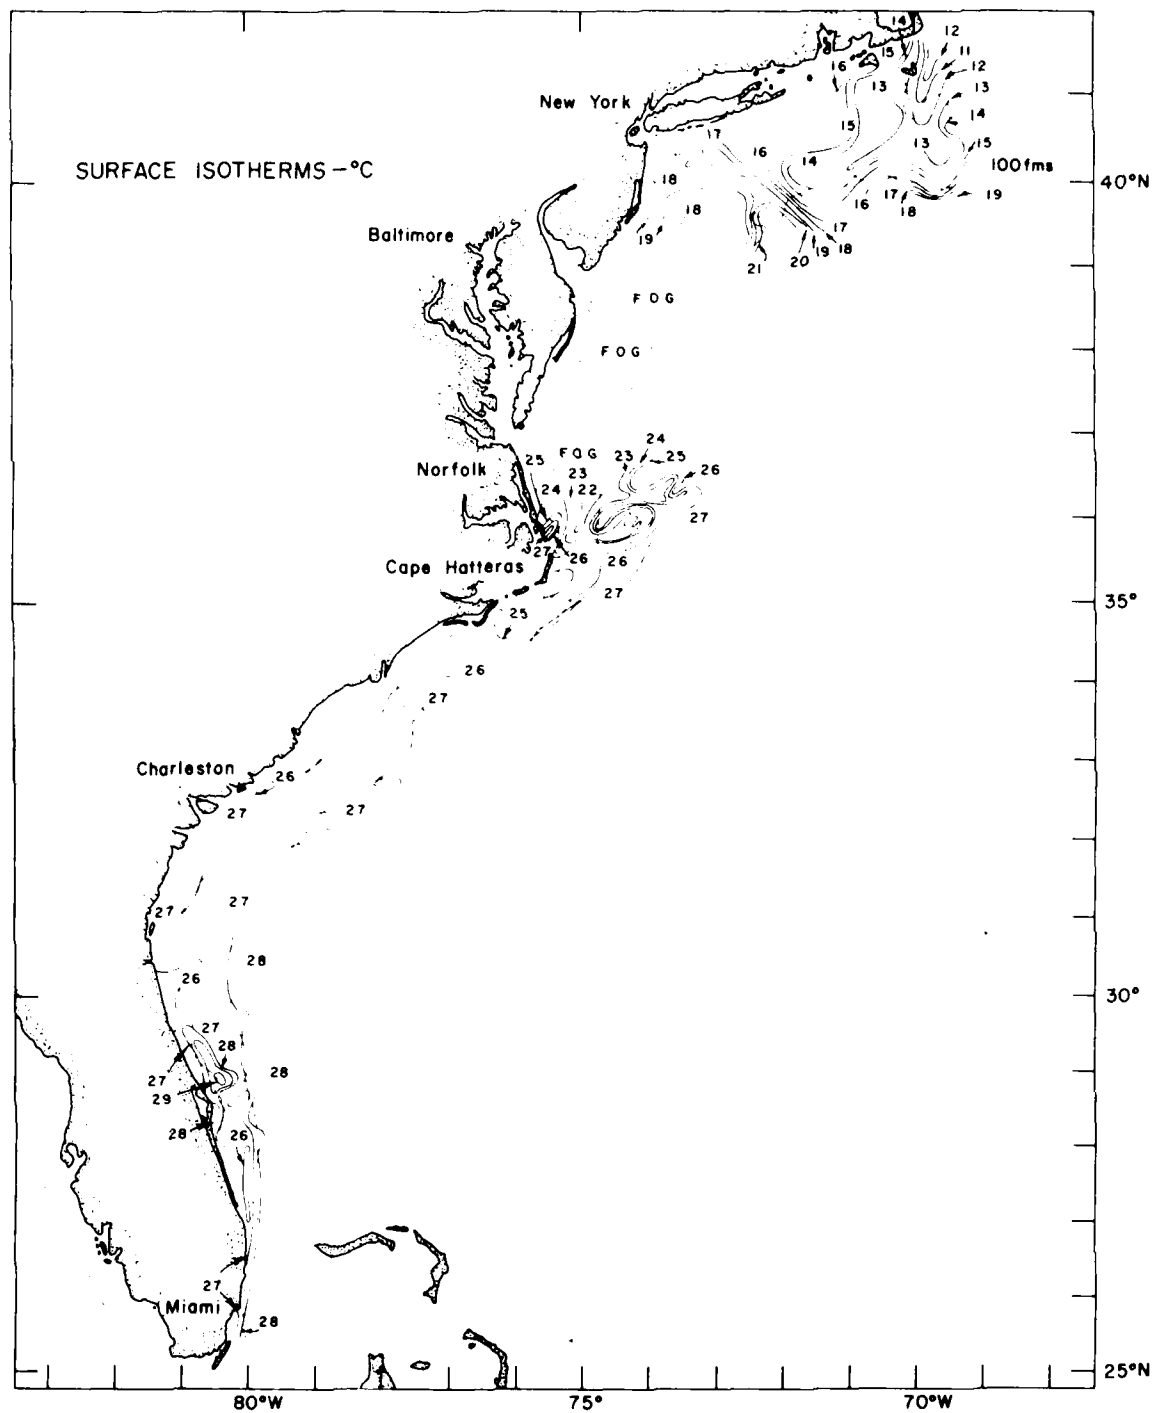 14 12
15 11
16 12
13 13
New York
14
15
17 13 15
16
14 100fms
SURFACE ISOTHERMS-°C
18 40°N
17 19
16
18 18
17
Baltimore
19 18
19
20
21
FOG
FOG
24
FOG
25 23 25
Norfolk 23 26
24 22
27
27 26 26
Cape Hatteras
27
35°
25
26
27
Charleston
26
27 27
27
27
28
26
30°
27
28
28
27
29
28 26
27
Miami
28
25°N
80°W 75° 70°W